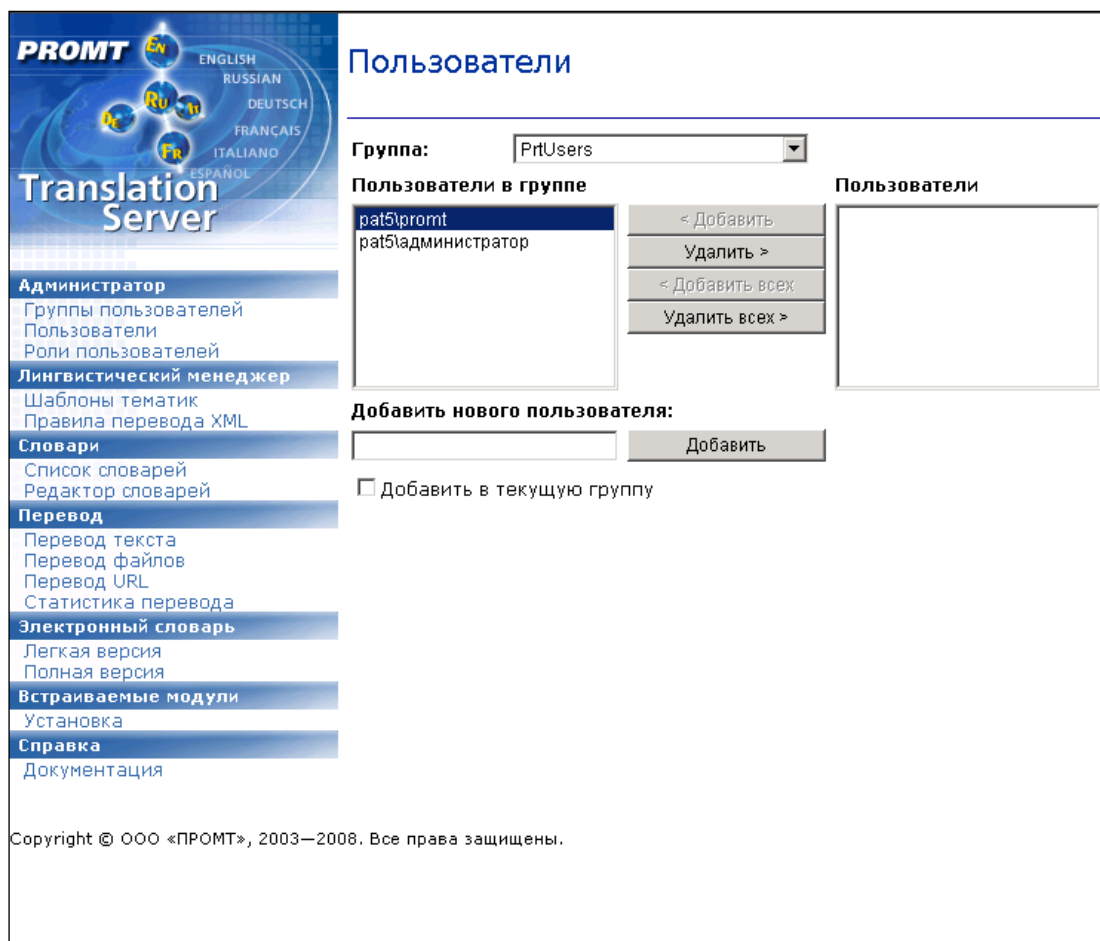 PROMT
En
ENGLISH
RUSSIAN
DEUTSCH
FRANÇAIS
ITALIANO
ESPAÑOL
Ru
De
It
FR
Translation
Server
Пользователи
Группа: PrtUsers
Пользователи в группе
Пользователи
pat5\promt
pat5\администратор
< Добавить
Удалить >
< Добавить всех
Удалить всех >
Добавить нового пользователя:
Добавить
Добавить в текущую группу
Администратор
Группы пользователей
Пользователи
Роли пользователей
Лингвистический менеджер
Шаблоны тематик
Правила перевода XML
Словари
Список словарей
Редактор словарей
Перевод
Перевод текста
Перевод файлов
Перевод URL
Статистика перевода
Электронный словарь
Легкая версия
Полная версия
Встраиваемые модули
Установка
Справка
Документация
Copyright © ООО «ПРОМТ», 2003—2008. Все права защищены.